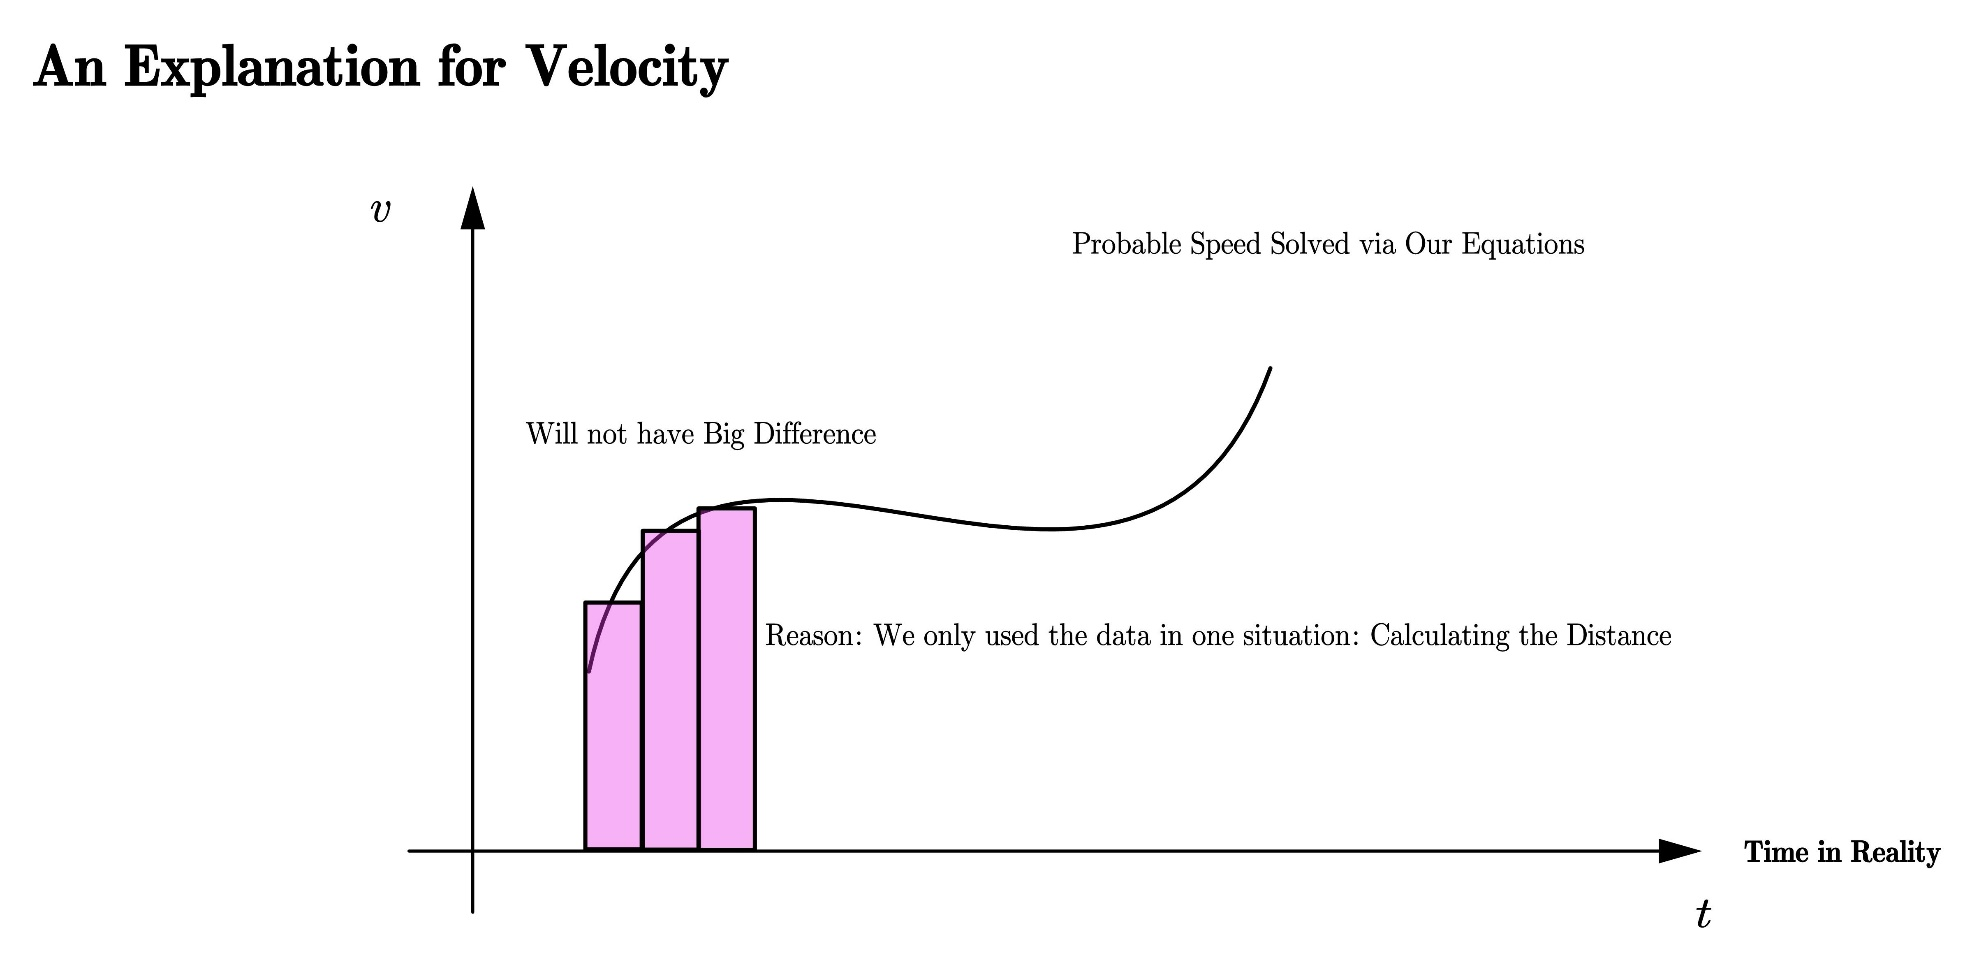 An Explanation for Velocity
v
Probable Speed Solved via Our Equations
Will not have Big Difference
Reason: We only used the data in one situation: Calculating the Distance
Time in Reality
t